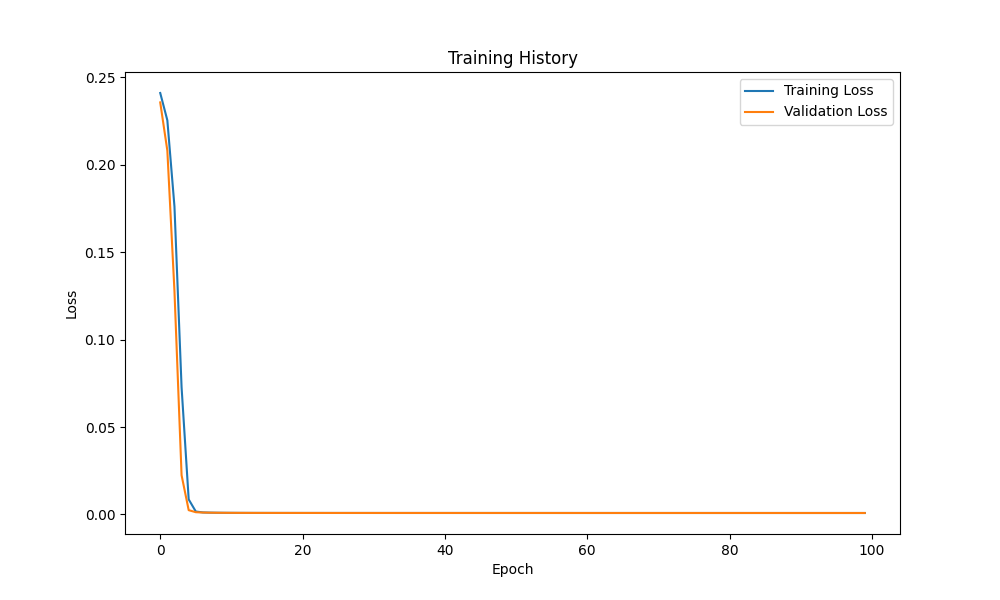 Training History
Training Loss
Validation Loss
0.25
0.20
0.15
0.10
0.05
0.00
Loss
0 20 40 60 80 100
Epoch